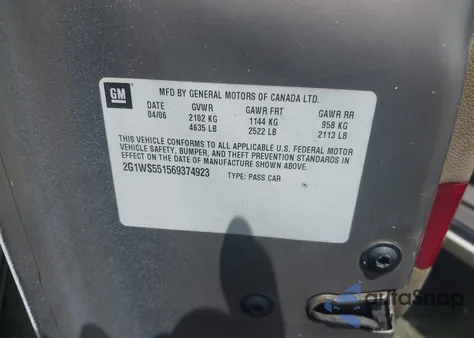 GM
MFD BY GENERAL MOTORS OF CANADA LTD.
DATE GVWR GAWR FRT GAWR RR
04/06 2102 KG 1144 KG 958 KG
4635 LB 2522 LB 2113 LB
THIS VEHICLE CONFORMS TO ALL APPLICABLE U.S. FEDERAL MOTOR
VEHICLE SAFETY, BUMPER, AND THEFT PREVENTION STANDARDS IN
EFFECT ON THE DATE OF MANUFACTURE SHOWN ABOVE.
2G1WS551569374923 TYPE: PASS CAR
autosnap